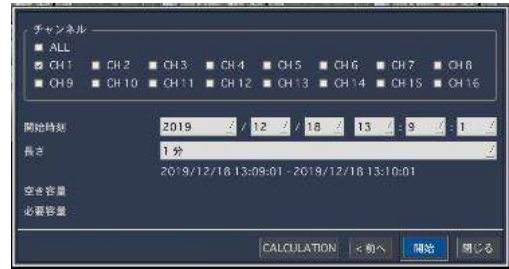 チャンネル
ALL
CH1 CH2 CH3 CH4 CH5 CH6 CH7 CH8
CH9 CH10 CH11 CH12 CH13 CH14 CH15 CH16
開始時刻 2019 / 12 / 18 13 : 9 : 1
長さ 1 分
2019/12/18 13:09:01 - 2019/12/18 13:10:01
空き容量
必要容量
CALCULATION < 前へ 開始 閉じる